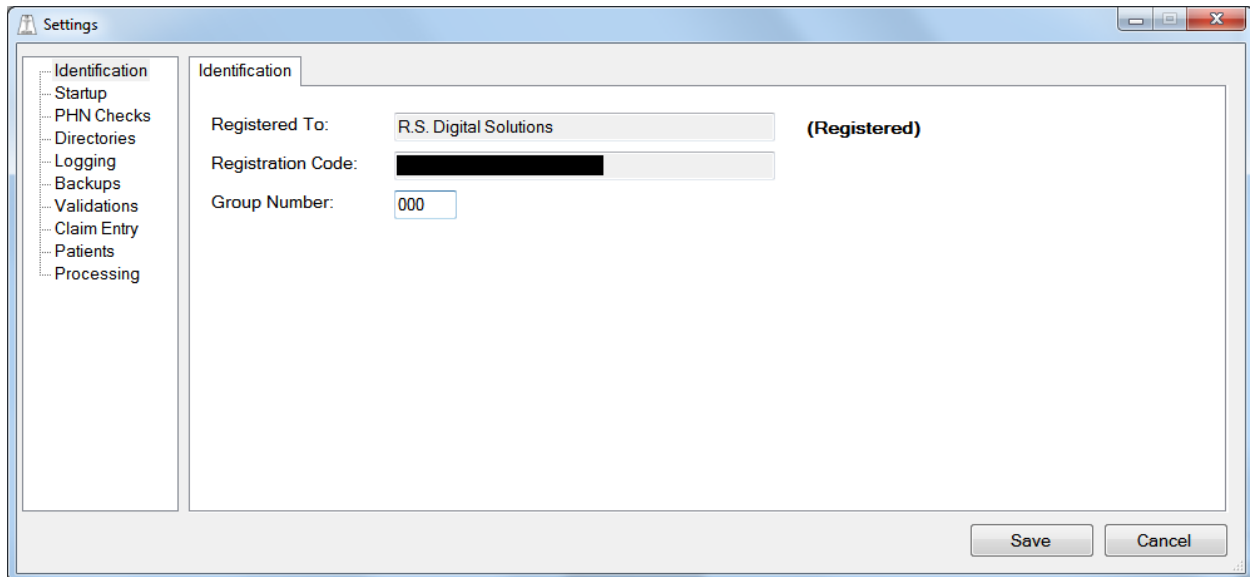 Settings
Identification
Startup
PHN Checks
Directories
Logging
Backups
Validations
Claim Entry
Patients
Processing
Identification
Registered To: R.S. Digital Solutions (Registered)
Registration Code:
Group Number: 000
Save Cancel